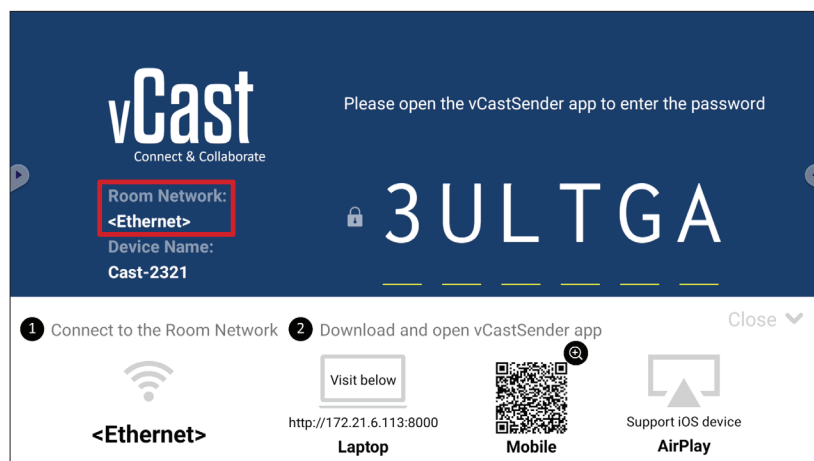 vCast
Connect & Collaborate
Please open the vCastSender app to enter the password
Room Network:
<Ethernet>
Device Name:
Cast-2321
3ULTGA
1 Connect to the Room Network
<Ethernet>
2 Download and open vCastSender app
Close
Visit below
http://172.21.6.113:8000
Laptop
Mobile
Support iOS device
AirPlay